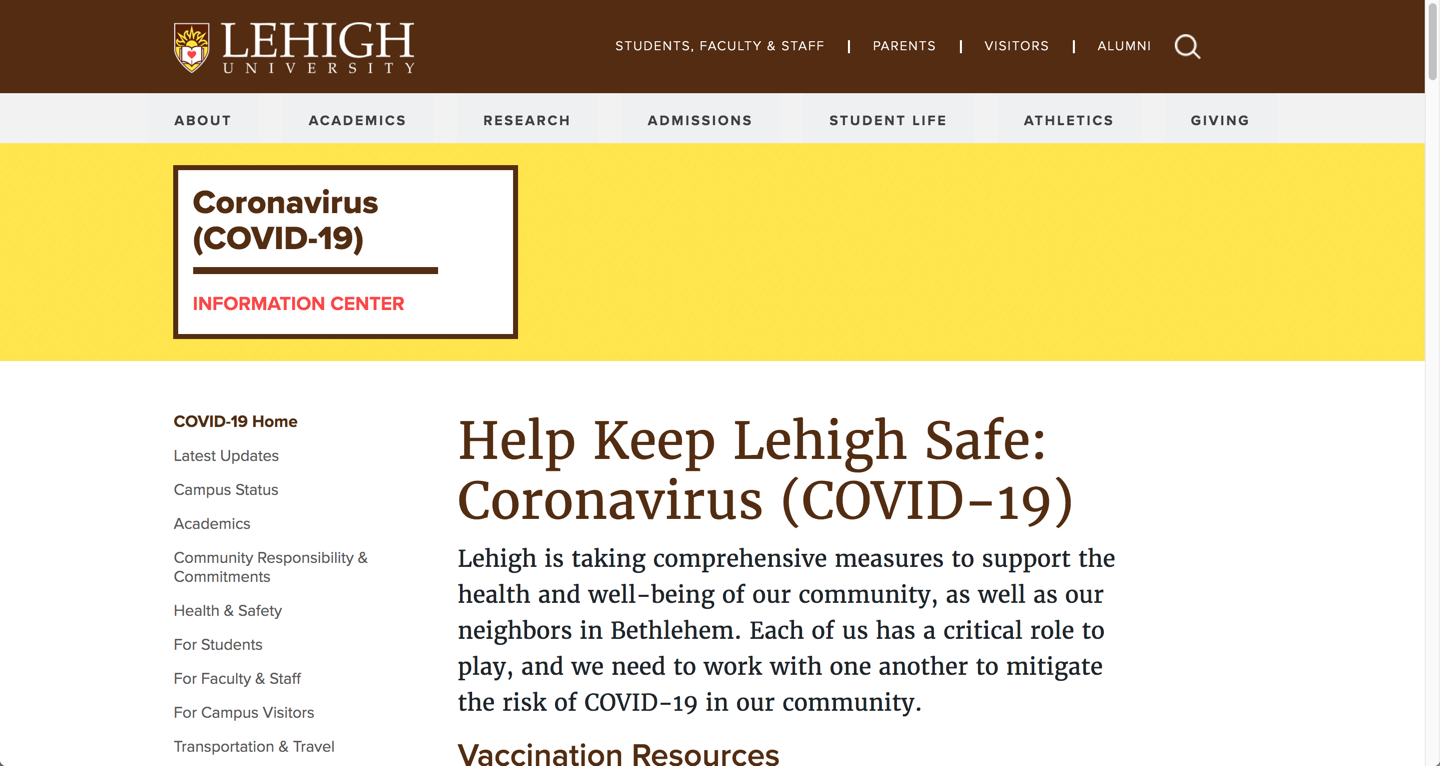 LEHIGH
UNIVERSITY
STUDENTS, FACULTY & STAFF | PARENTS | VISITORS | ALUMNI
ABOUT ACADEMICS RESEARCH ADMISSIONS STUDENT LIFE ATHLETICS GIVING
Coronavirus
(COVID-19)
INFORMATION CENTER
COVID-19 Home
Latest Updates
Campus Status
Academics
Community Responsibility &
Commitments
Health & Safety
For Students
For Faculty & Staff
For Campus Visitors
Transportation & Travel
Help Keep Lehigh Safe:
Coronavirus (COVID-19)
Lehigh is taking comprehensive measures to support the
health and well-being of our community, as well as our
neighbors in Bethlehem. Each of us has a critical role to
play, and we need to work with one another to mitigate
the risk of COVID-19 in our community.
Vaccination Resources